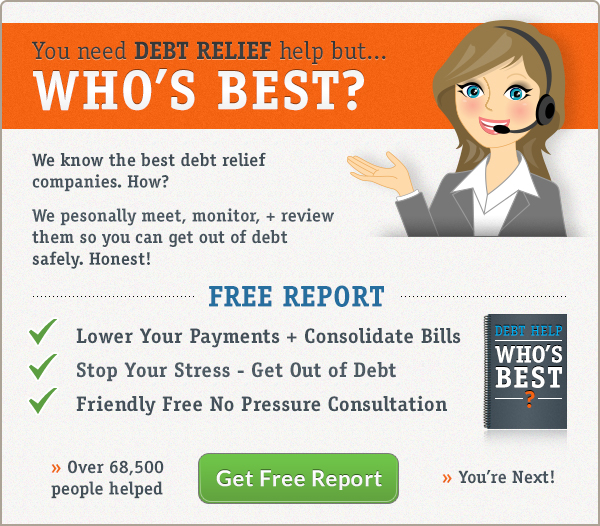 You need DEBT RELIEF help but...
WHO'S BEST?
We know the best debt relief
companies. How?
We pesonally meet, monitor, + review
them so you can get out of debt
safely. Honest!
FREE REPORT
Lower Your Payments + Consolidate Bills
Stop Your Stress - Get Out of Debt
Friendly Free No Pressure Consultation
DEBT HELP
WHO'S
BEST
?
» Over 68,500
people helped
Get Free Report
» You're Next!